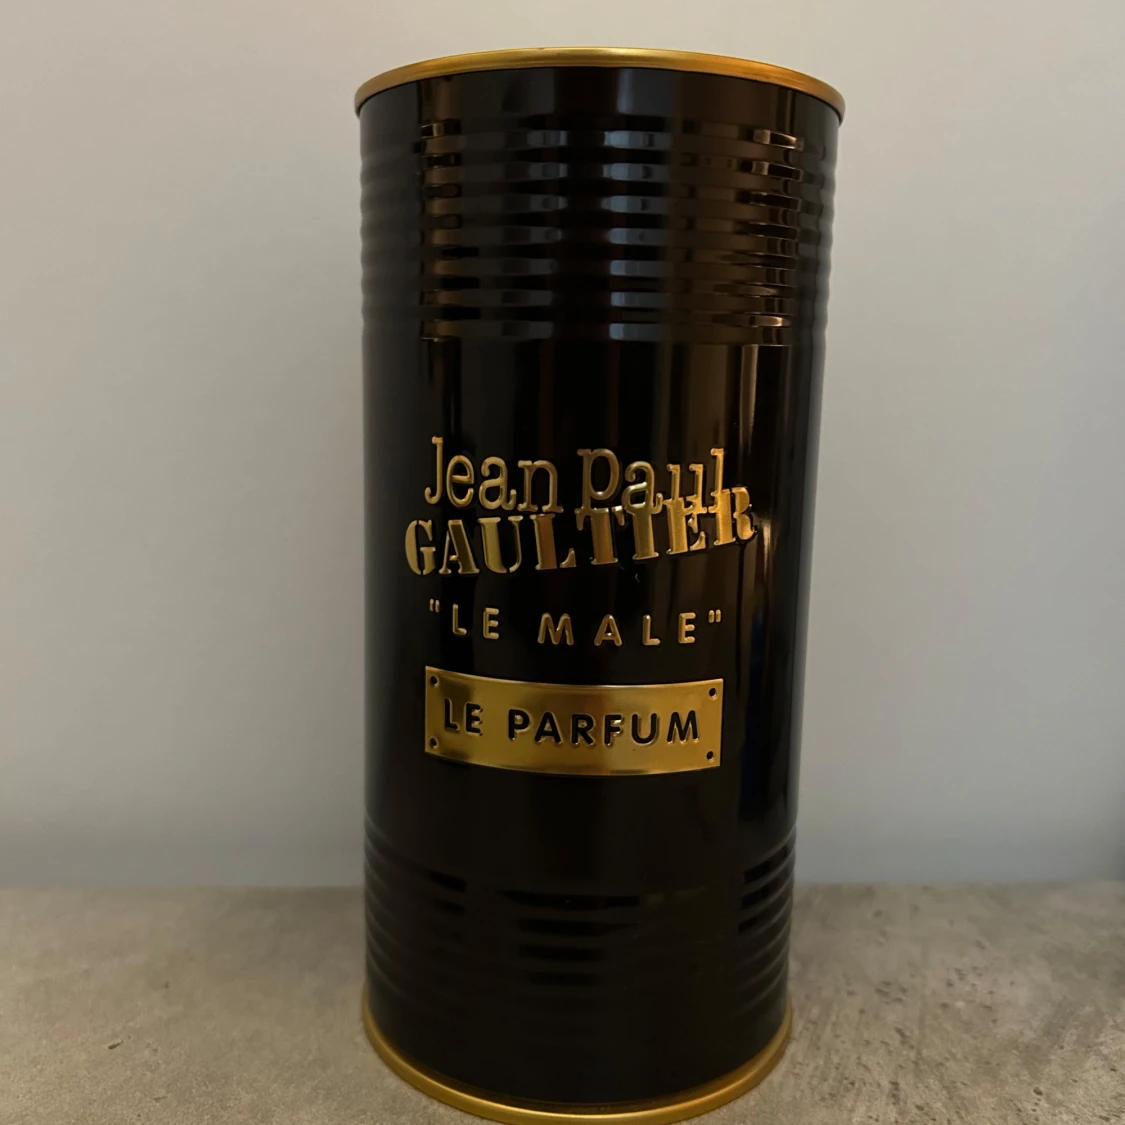 Jean Paul
GAULTIER
"LE MALE"
LE PARFUM